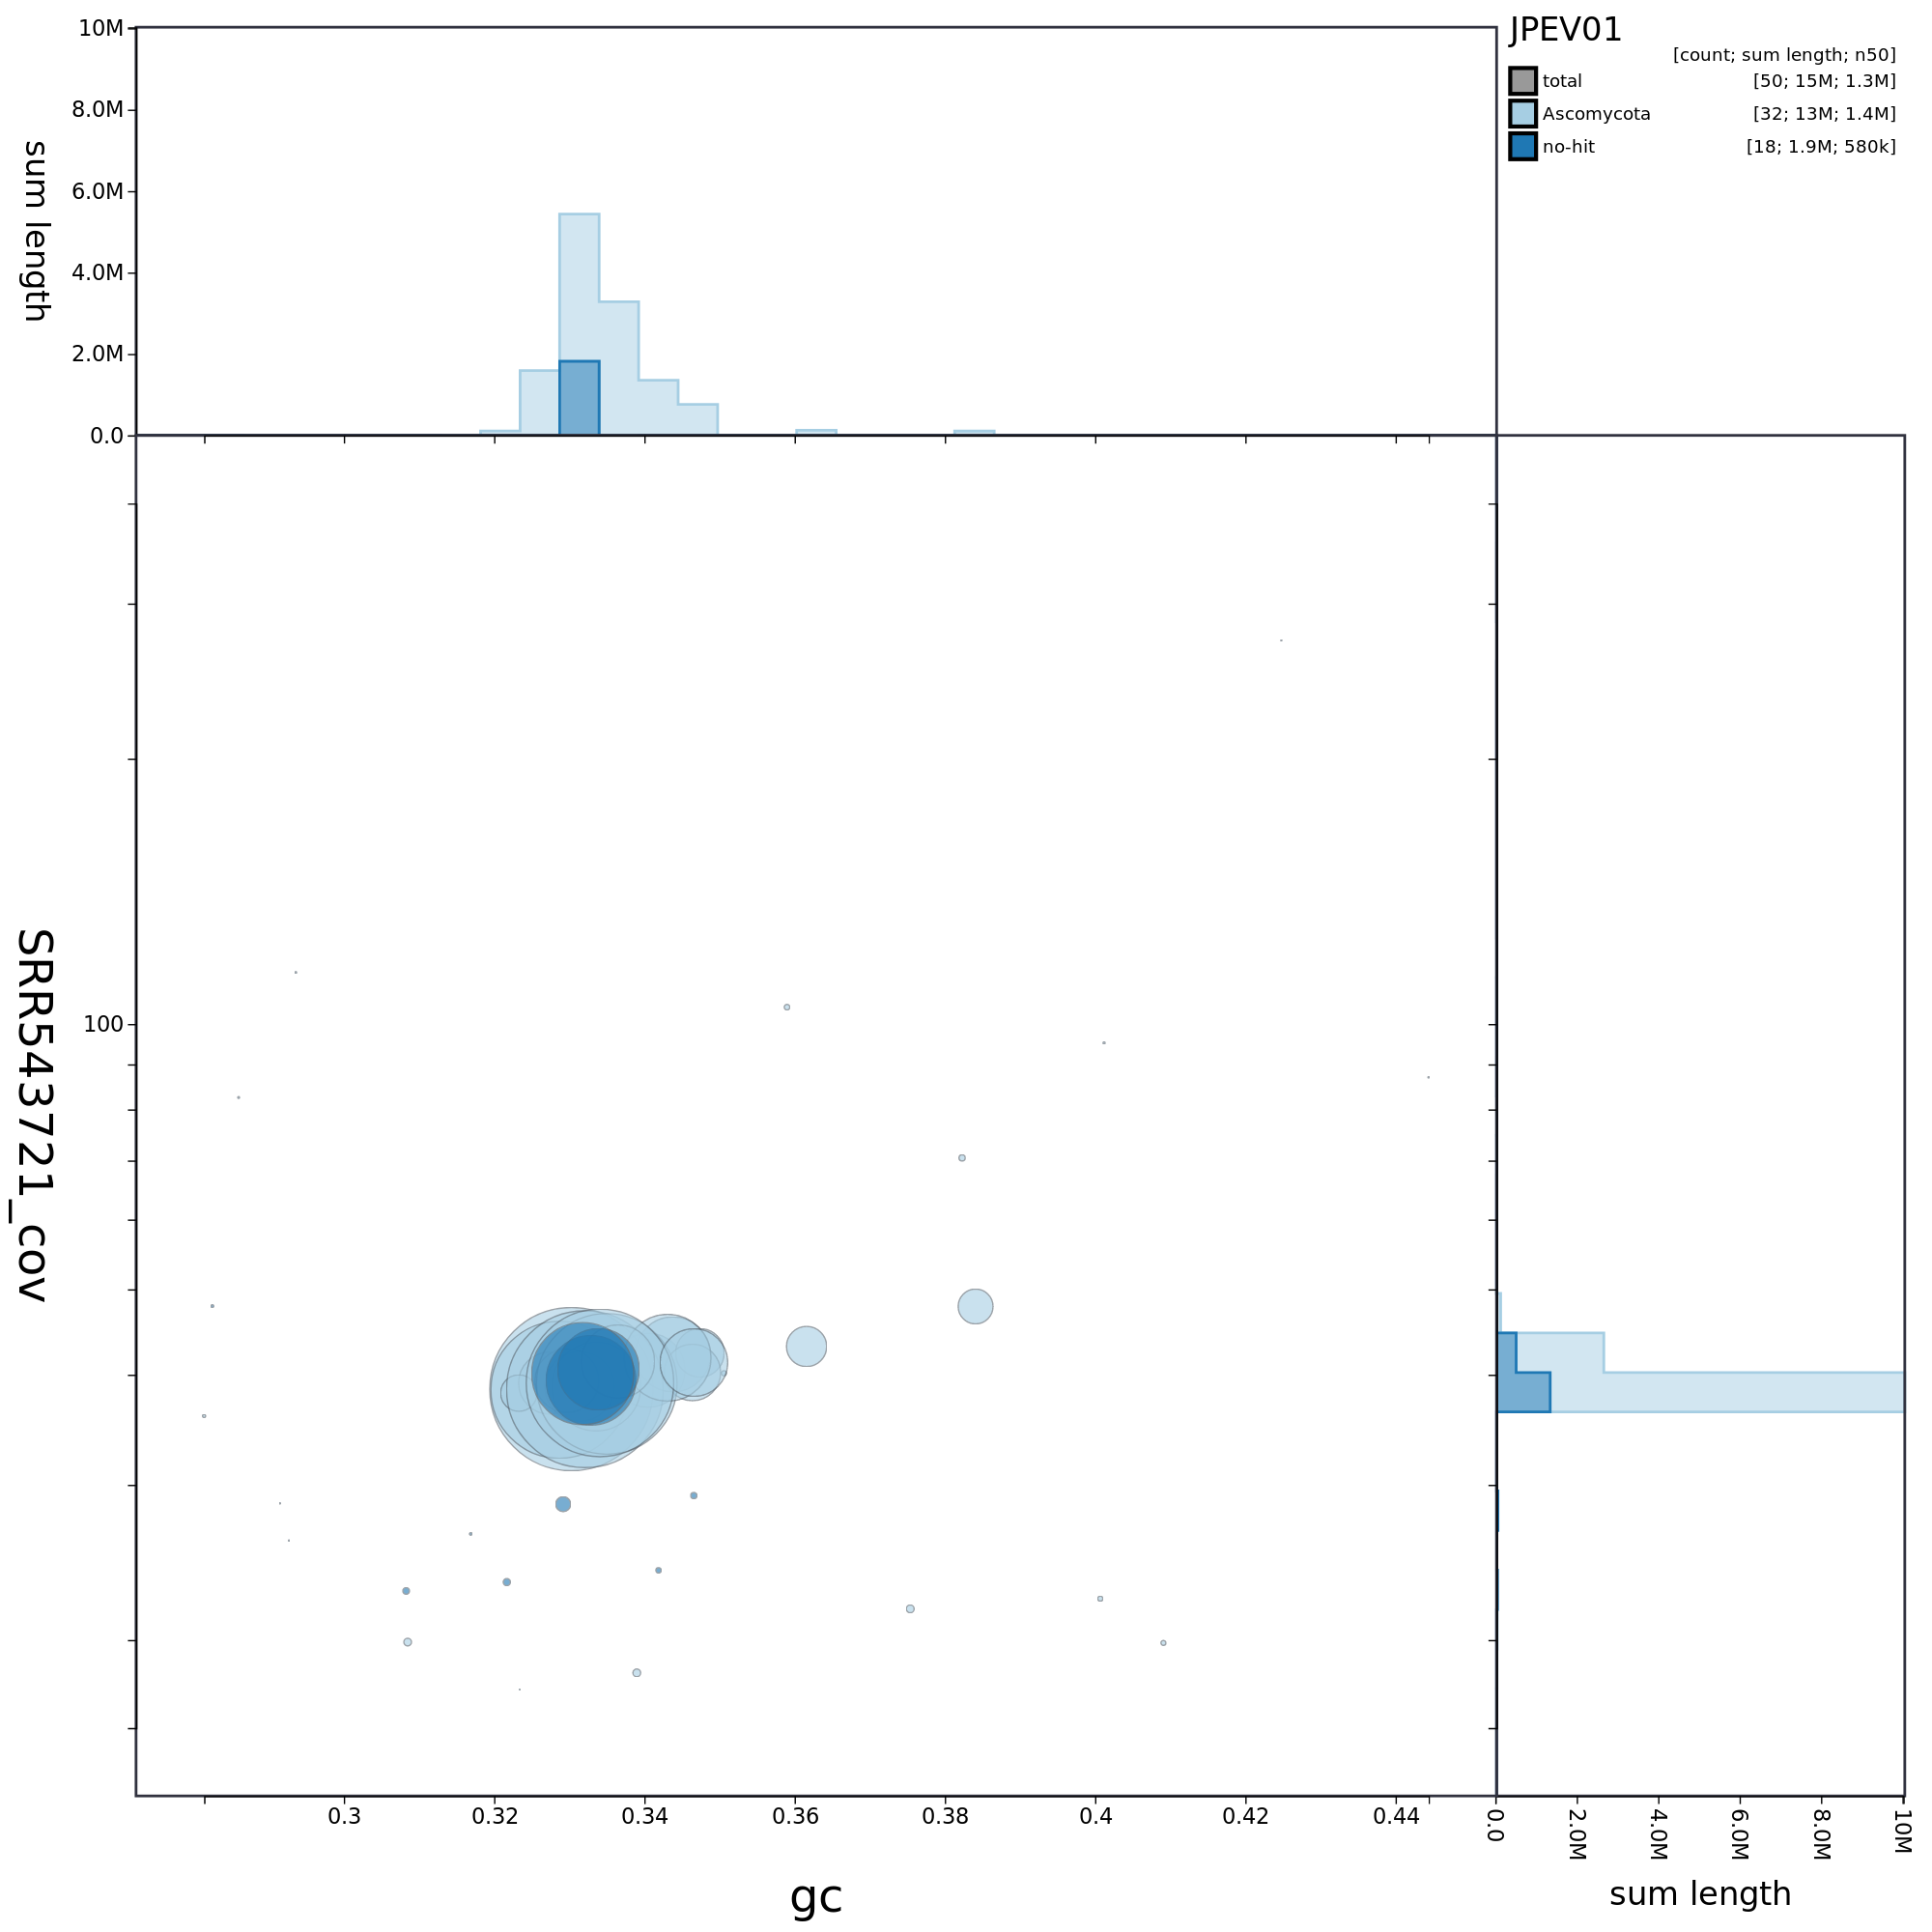 JPEV01
[count; sum length; n50]
total [50; 15M; 1.3M]
Ascomycota [32; 13M; 1.4M]
no-hit [18; 1.9M; 580k]
10M
8.0M
6.0M
4.0M
2.0M
0.0
sum length
100
SRR543721_cov
0.3 0.32 0.34 0.36 0.38 0.4 0.42 0.44
gc
0.0 2.0M 4.0M 6.0M 8.0M 10M
sum length